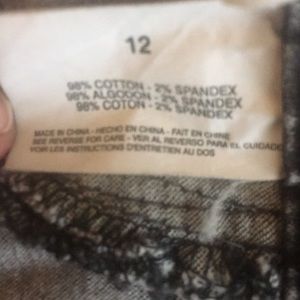 12
98% COTTON - 2% SPANDEX
98% ALGODON - 2% SPANDEX
98% COTON - 2% SPANDEX
MADE IN CHINA - HECHO EN CHINA - FAIT EN CHINE
SEE REVERSE FOR CARE - VER AL REVERSO PARA EL CUIDADO
VOIR LES INSTRUCTIONS D'ENTRETIEN AU DOS